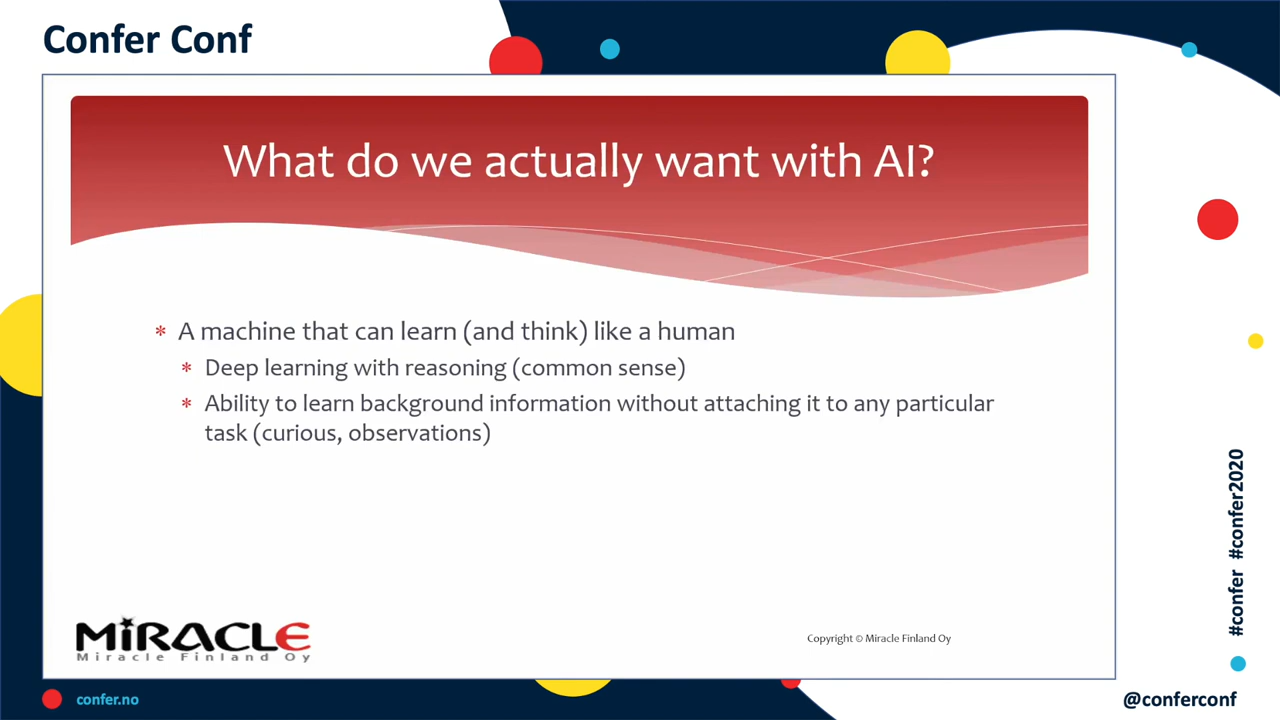 Confer Conf
What do we actually want with AI?
* A machine that can learn (and think) like a human
* Deep learning with reasoning (common sense)
* Ability to learn background information without attaching it to any particular
task (curious, observations)
MiRACLE
Miracle Finland Oy
Copyright © Miracle Finland Oy
#confer #confer2020
confer.no
@conferconf